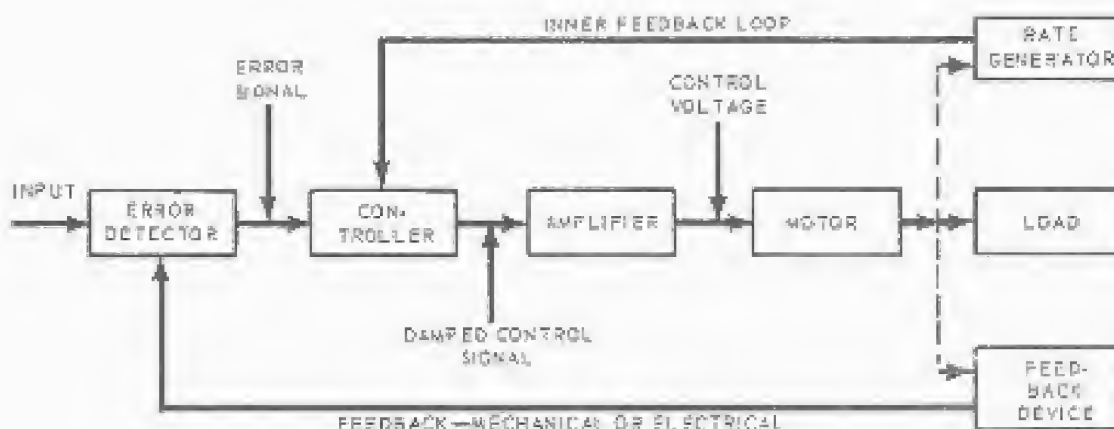 INNER FEEDBACK LOOP
RATE
GENERATOR
ERROR
SIGNAL
CONTROL
VOLTAGE
INPUT
ERROR
DETECTOR
CON-
TROLLER
AMPLIFIER
MOTOR
LOAD
DAMPED CONTROL
SIGNAL
FEED-
BACK
DEVICE
FEEDBACK—MECHANICAL OR ELECTRICAL